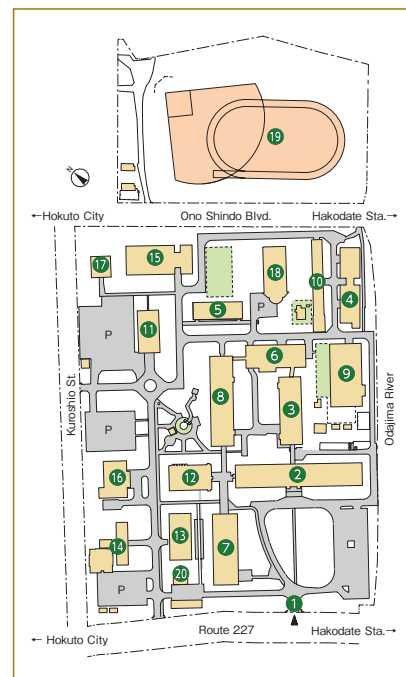 19
N
←Hokuto City Ono Shindo Blvd. Hakodate Sta.→
17
15
18
10
4
5
P
P
11
6
9
8
3
Kuroshio St.
Odajima River
P
16
12
2
14
13
7
20
P
1
←Hokuto City Route 227 Hakodate Sta.→